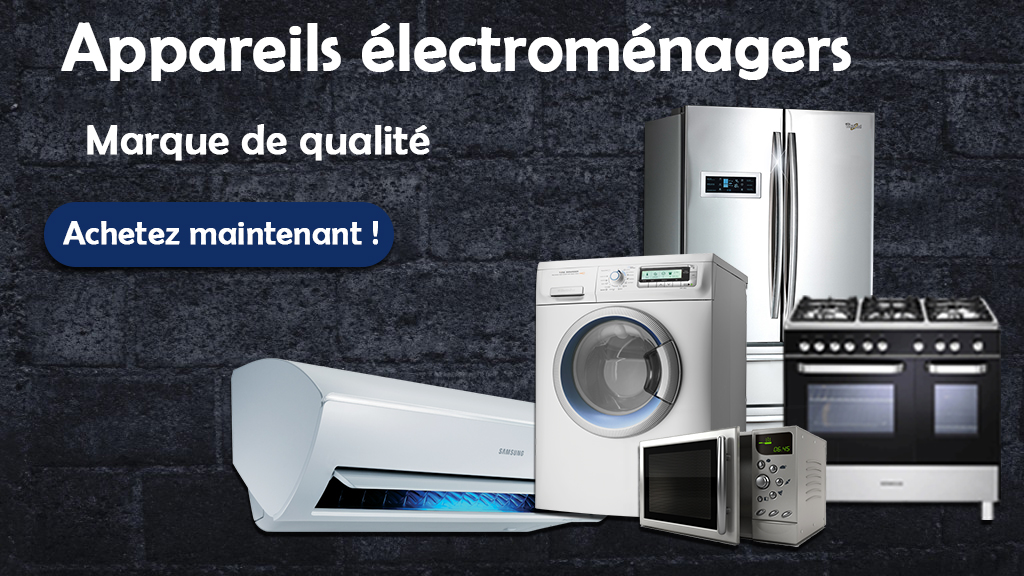 Appareils électroménagers
Marque de qualité
Achetez maintenant !
SAMSUNG
06:45